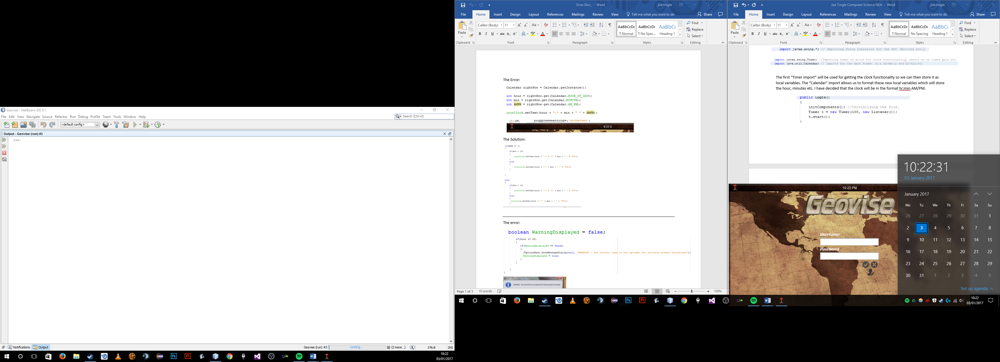 Geovise - NetBeans IDE 8.1
File Edit View Navigate Source Refactor Run Debug Profile Team Tools Window Help
Search (Ctrl+I)
<default config>
Output - Geovise (run) #3
run:
Notifications Output
Geovise (run) #3 running... (2 more...) 1 376:8 INS
10:22
03/01/2017
Error Doc_ - Word joe tingle
File Home Insert Design Layout References Mailings Review View Tell me what you want to do Share
Paste Calibri (Body) 11
AaBbCcDc AaBbCcDc AaBbC
¶ Normal ¶ No Spac... Heading 1
Find
Replace
Select
Clipboard Font Paragraph Styles Editing
The Error:
Calendar rightNow = Calendar.getInstance();
int hour = rightNow.get(Calendar.HOUR_OF_DAY);
int min = rightNow.get(Calendar.MINUTE);
int AMPM = rightNow.get(Calendar.AM_PM);
yourClock.setText(hour + ":" + min + " " + AMPM);
24 @SuppressWarnings("unchecked")
9:31 0
The Solution:
if(AMPM == 1)
{
if(min < 10)
{
yourClock.setText(hour + ":" + "0" + min + " " + "PM");
}
else
{
yourClock.setText(hour + ":" + min + " " + "PM");
}
}
else
{
if(min < 10)
{
yourClock.setText(hour + ":" + "0" + min + " " + "PM");
}
else
{
yourClock.setText(hour + ":" + min + " " + "PM");
}
The error:
boolean WarningDisplayed = false;
if(hour >= 22)
{
if(WarningDisplayed == false)
{
JOptionPane.showMessageDialog(null, "WARNING : The current time is not optimal for revision please reconsider");
WarningDisplayed = true;
}
}
}
}
Message
WARNING : The current time is not optimal for revision please reconsider
Page 1 of 3 10 words 100%
Joe Tingle Computer Science NEA - Word joe tingle
File Home Insert Design Layout References Mailings Review View Tell me what you want to do Share
Paste Calibri (Body) 11
AaBbCcDc AaBbCcDc AaBbCc
¶ Normal No Spacing Heading 1
Find
Replace
Select
Clipboard Font Paragraph Styles Editing
import javax.swing.*; // Importing Swing Libraries for the GUI (Buttons etc.)
import javax.swing.Timer; //Importing timer to allow for clock functionality, aswell as on timed quiz etc.
import java.util.Calendar; // Imports for the date format (e.g dd/mm/yy and hr/min/sc)
The first “Timer import” will be used for getting the clock functionality so we can then store it as
local variables. The “Calendar” import allows us to format these new local variables which will store
the hour, minutes etc. I have decided that the clock will be in the format hr:min AM/PM.
public Login()
{
initComponents(); //Initialising the file.
Timer t = new Timer(100, new Listener());
t.start();
}
10:22 PM
Geovise
Username
Password
10:22:31
03 January 2017
January 2017
Mo Tu We Th Fr Sa Su
26 27 28 29 30 31 1
2 3 4 5 6 7 8
9 10 11 12 13 14 15
16 17 18 19 20 21 22
23 24 25 26 27 28 29
30 31 1 2 3 4 5
Set up agenda
10:22
03/01/2017